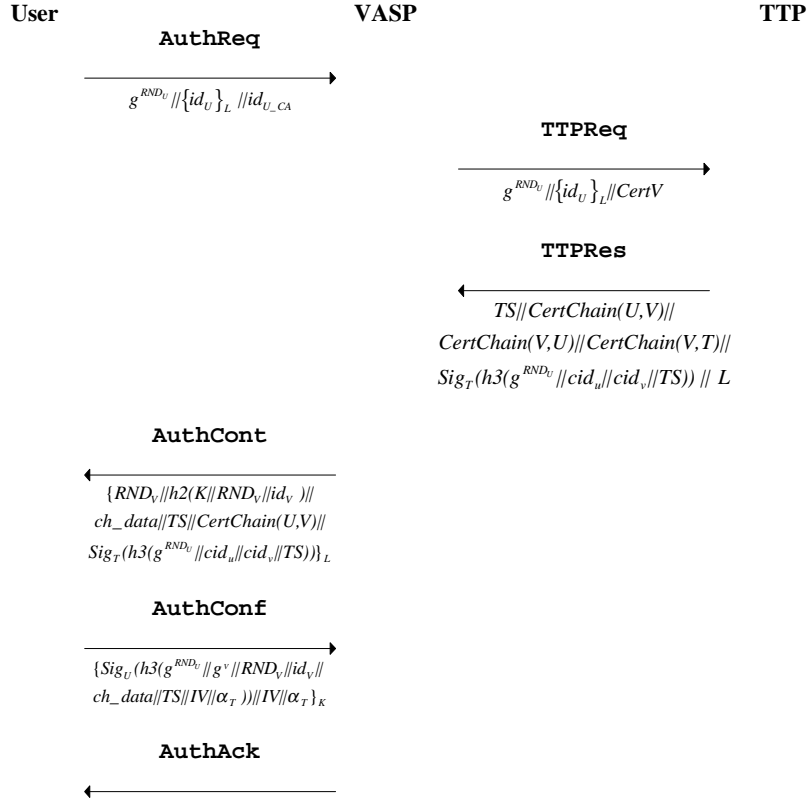 User VASP TTP
AuthReq
g^{RND_U}//{id_U}_L //id_{U_CA}
TTPReq
g^{RND_U}//{id_U}_L//CertV
TTPRes
TS//CertChain(U,V)//
CertChain(V,U)//CertChain(V,T)//
Sig_T(h3(g^{RND_U}//cid_u//cid_v//TS)) // L
AuthCont
{RND_V//h2(K//RND_V//id_V )//
ch_data//TS//CertChain(U,V)//
Sig_T(h3(g^{RND_U}//cid_u//cid_v//TS))}_L
AuthConf
{Sig_U(h3(g^{RND_U}//g^v//RND_V//id_V//
ch_data//TS//IV//α_T ))//IV//α_T}_K
AuthAck